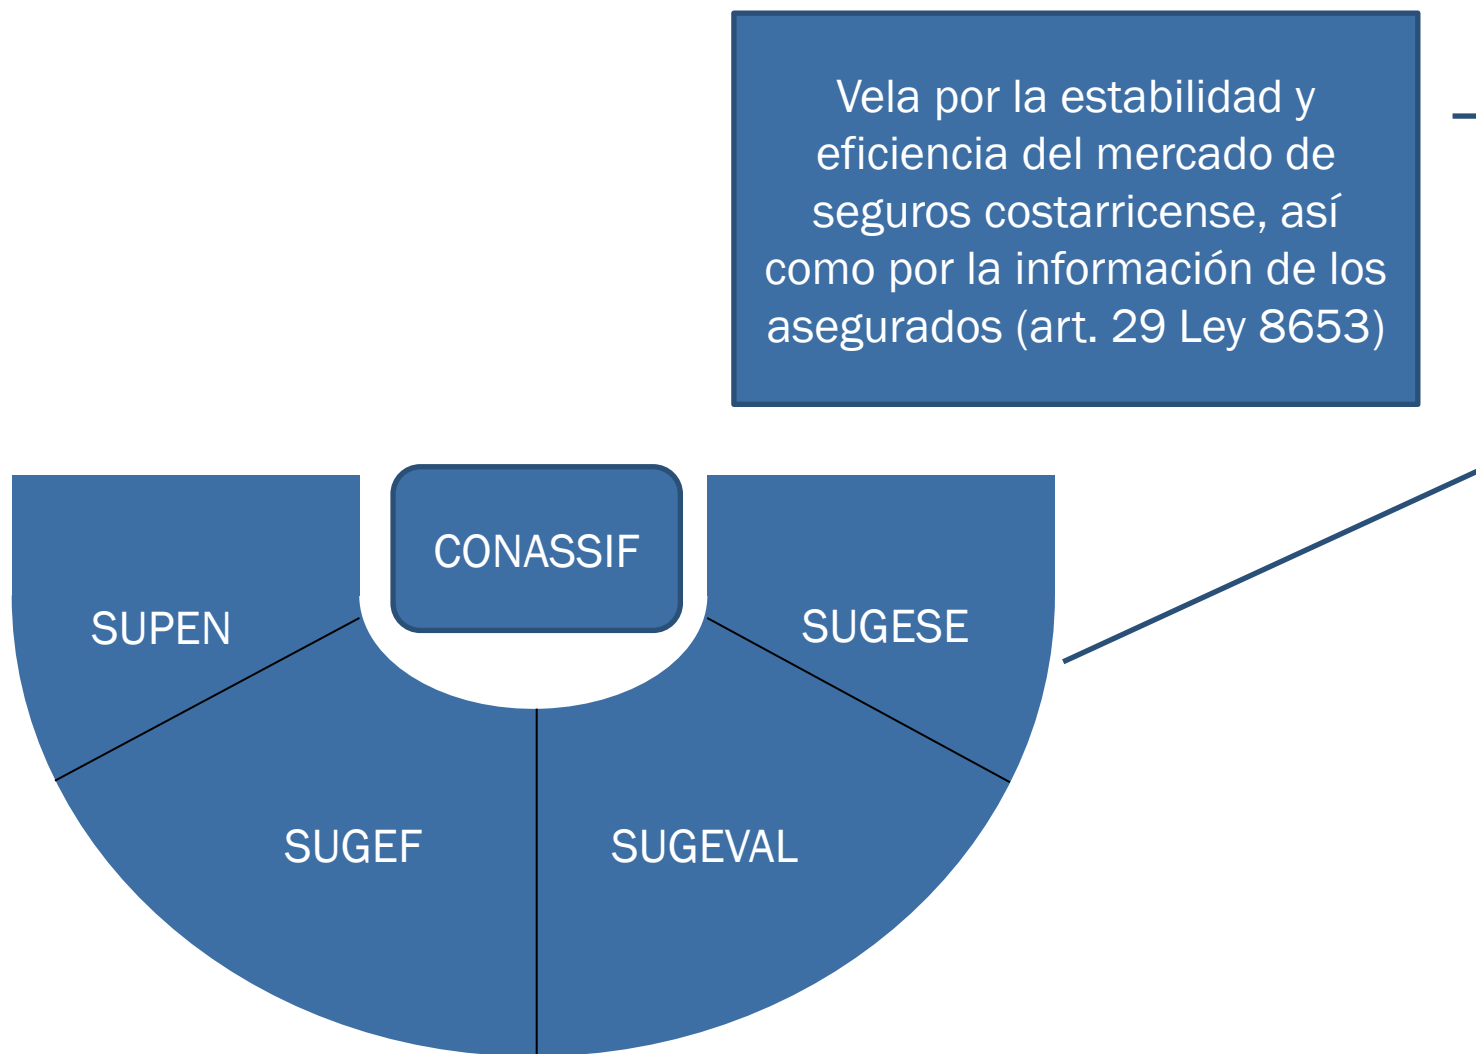 Vela por la estabilidad y
eficiencia del mercado de
seguros costarricense, así
como por la información de los
asegurados (art. 29 Ley 8653)
CONASSIF
SUPEN
SUGESE
SUGEF
SUGEVAL